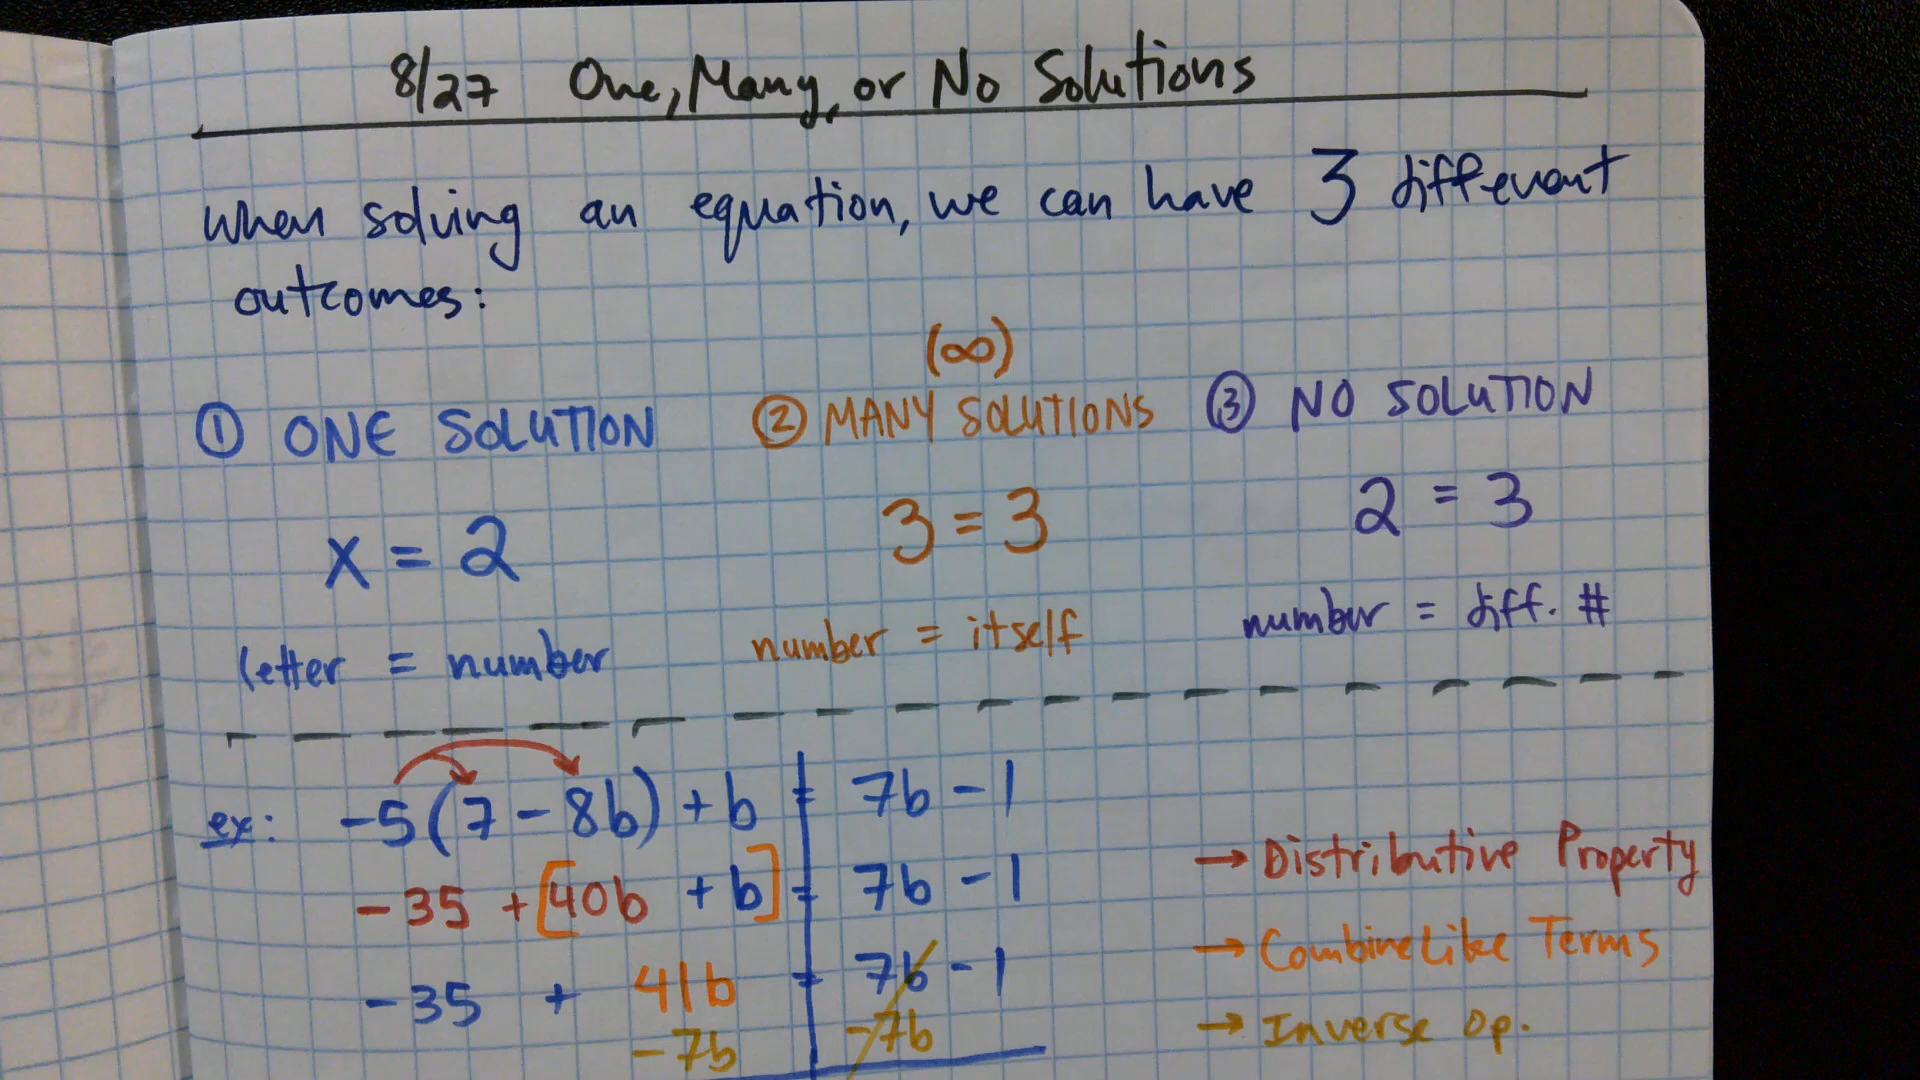 8/27 One, Many, or No Solutions
When solving an equation, we can have 3 different
outcomes:
① ONE SOLUTION
x = 2
letter = number
(∞)
② MANY SOLUTIONS
3 = 3
number = itself
③ NO SOLUTION
2 = 3
number = diff. #
ex: -5(7 - 8b) + b = 7b - 1
-35 + [40b + b] = 7b - 1
-35 + 41b = 7b - 1
-7b -7b
→ Distributive Property
→ Combine Like Terms
→ Inverse Op.